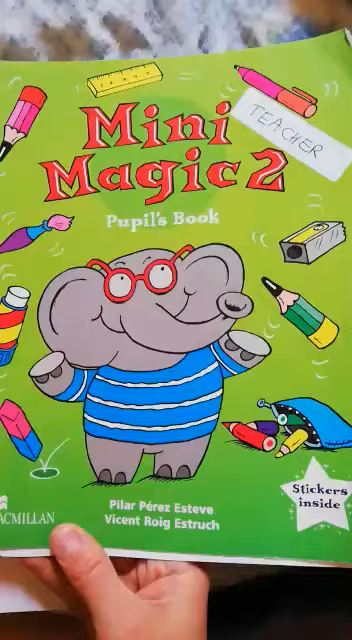 TEACHER
Mini
Magic 2
Pupil's Book
Stickers
inside
Pilar Pérez Esteve
Vicent Roig Estruch
ACMILLAN